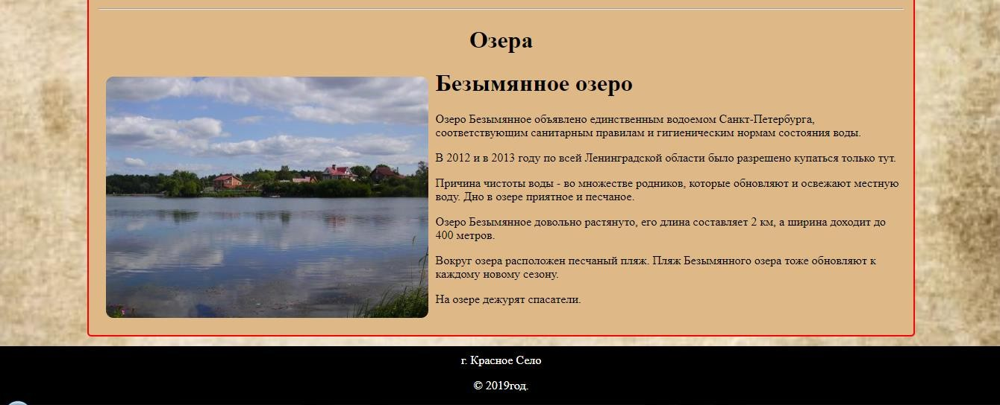 Озера
Безымянное озеро
Озеро Безымянное объявлено единственным водоемом Санкт-Петербурга,
соответствующим санитарным правилам и гигиеническим нормам состояния воды.
В 2012 и в 2013 году по всей Ленинградской области было разрешено купаться только тут.
Причина чистоты воды - во множестве родников, которые обновляют и освежают местную
воду. Дно в озере приятное и песчаное.
Озеро Безымянное довольно растянуто, его длина составляет 2 км, а ширина доходит до
400 метров.
Вокруг озера расположен песчаный пляж. Пляж Безымянного озера тоже обновляют к
каждому новому сезону.
На озере дежурят спасатели.
г. Красное Село
© 2019год.